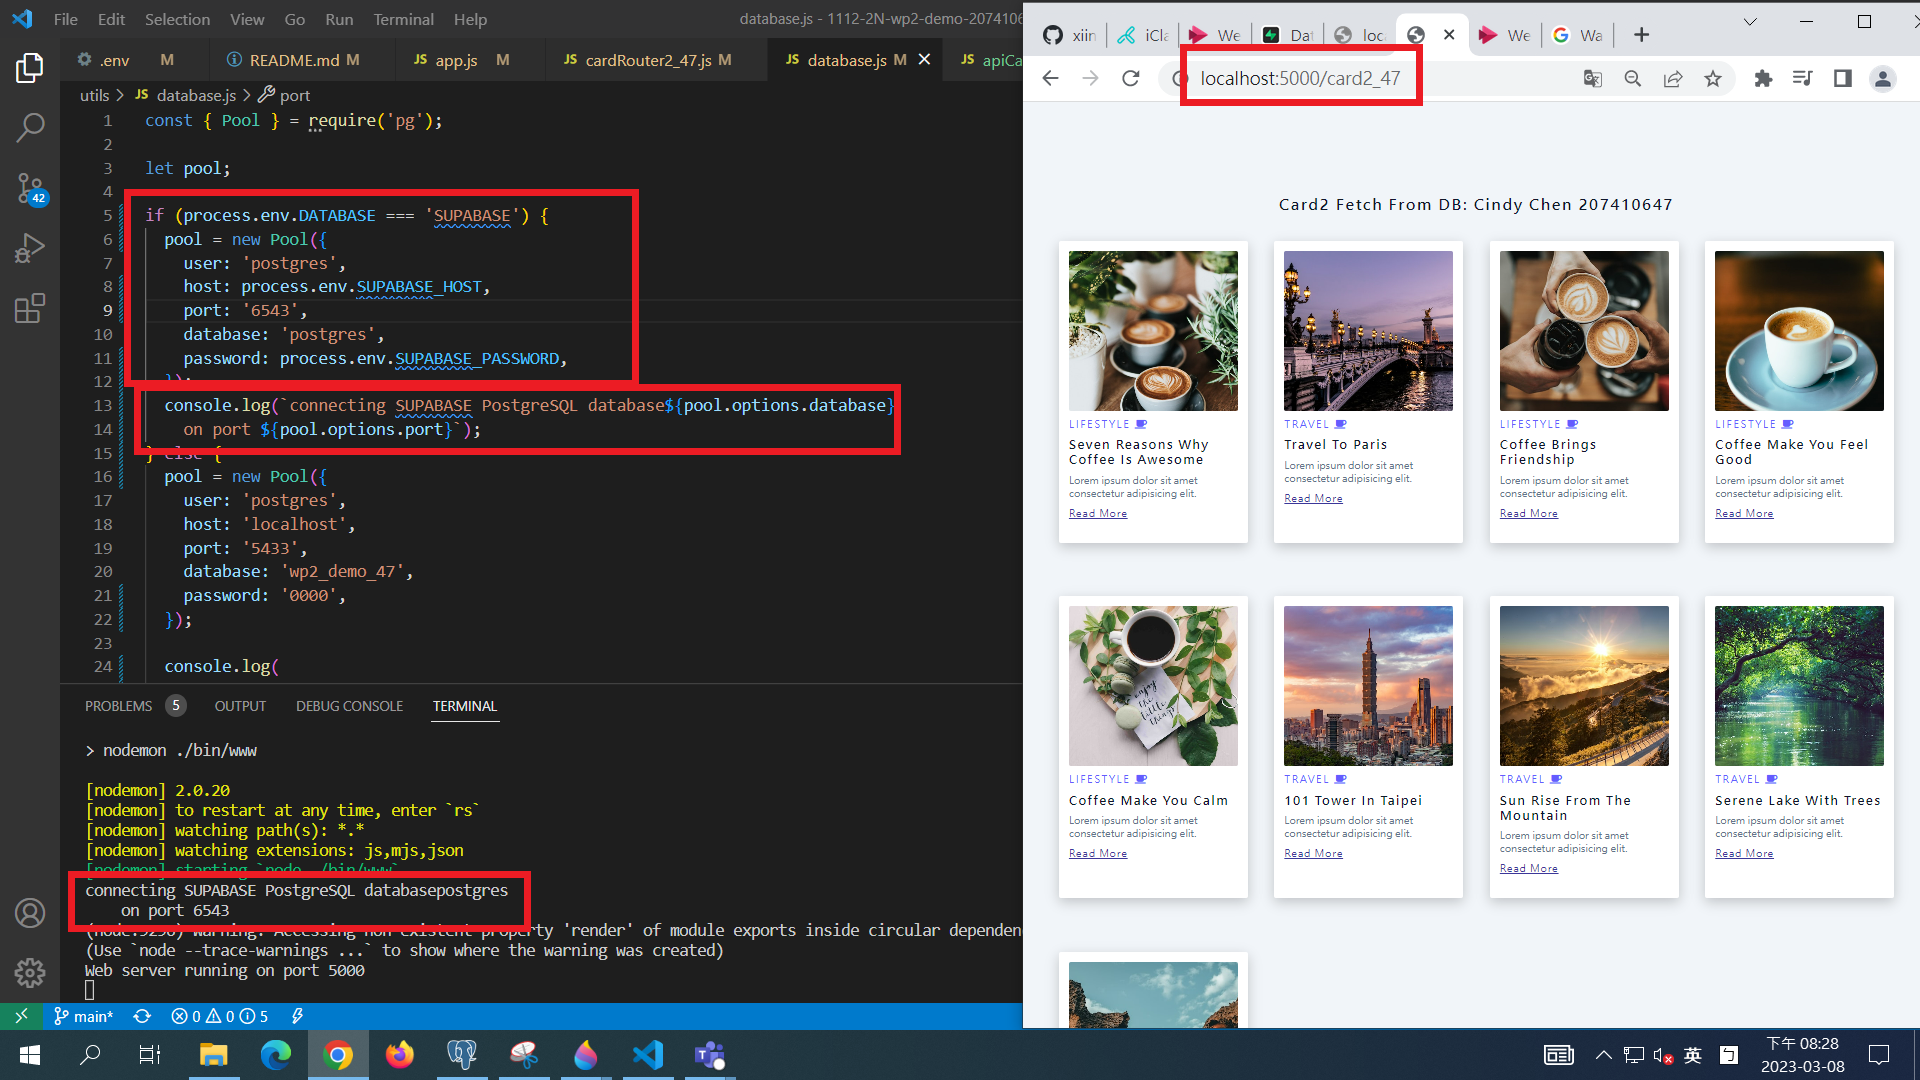 File Edit Selection View Go Run Terminal Help
database.js - 1112-2N-wp2-demo-20741
.env M
README.md M
JS app.js M
JS cardRouter2_47.js M
JS database.js M
JS apiCa
utils > JS database.js > port
1 const { Pool } = require('pg');
2
3 let pool;
4
5 if (process.env.DATABASE === 'SUPABASE') {
6 pool = new Pool({
7 user: 'postgres',
8 host: process.env.SUPABASE_HOST,
9 port: '6543',
10 database: 'postgres',
11 password: process.env.SUPABASE_PASSWORD,
12 });
13 console.log(`connecting SUPABASE PostgreSQL database${pool.options.database}
14 on port ${pool.options.port}`);
15 } else {
16 pool = new Pool({
17 user: 'postgres',
18 host: 'localhost',
19 port: '5433',
20 database: 'wp2_demo_47',
21 password: '0000',
22 });
23
24 console.log(
42
PROBLEMS 5 OUTPUT DEBUG CONSOLE TERMINAL
> nodemon ./bin/www
[nodemon] 2.0.20
[nodemon] to restart at any time, enter `rs`
[nodemon] watching path(s): *.*
[nodemon] watching extensions: js,mjs,json
[nodemon] starting `node ./bin/www`
connecting SUPABASE PostgreSQL databasepostgres
on port 6543
(node:9296) Warning: Accessing non-existent property 'render' of module exports inside circular dependen
(Use `node --trace-warnings ...` to show where the warning was created)
Web server running on port 5000
main* 0 0 5
xiin
iCla
We
Dat
loc
We
Wa
localhost:5000/card2_47
Card2 Fetch From DB: Cindy Chen 207410647
LIFESTYLE
Seven Reasons Why
Coffee Is Awesome
Lorem ipsum dolor sit amet
consectetur adipisicing elit.
Read More
TRAVEL
Travel To Paris
Lorem ipsum dolor sit amet
consectetur adipisicing elit.
Read More
LIFESTYLE
Coffee Brings
Friendship
Lorem ipsum dolor sit amet
consectetur adipisicing elit.
Read More
LIFESTYLE
Coffee Make You Feel
Good
Lorem ipsum dolor sit amet
consectetur adipisicing elit.
Read More
enjoy
the
little
things
LIFESTYLE
Coffee Make You Calm
Lorem ipsum dolor sit amet
consectetur adipisicing elit.
Read More
TRAVEL
101 Tower In Taipei
Lorem ipsum dolor sit amet
consectetur adipisicing elit.
Read More
TRAVEL
Sun Rise From The
Mountain
Lorem ipsum dolor sit amet
consectetur adipisicing elit.
Read More
TRAVEL
Serene Lake With Trees
Lorem ipsum dolor sit amet
consectetur adipisicing elit.
Read More
英
ㄅ
下午 08:28
2023-03-08